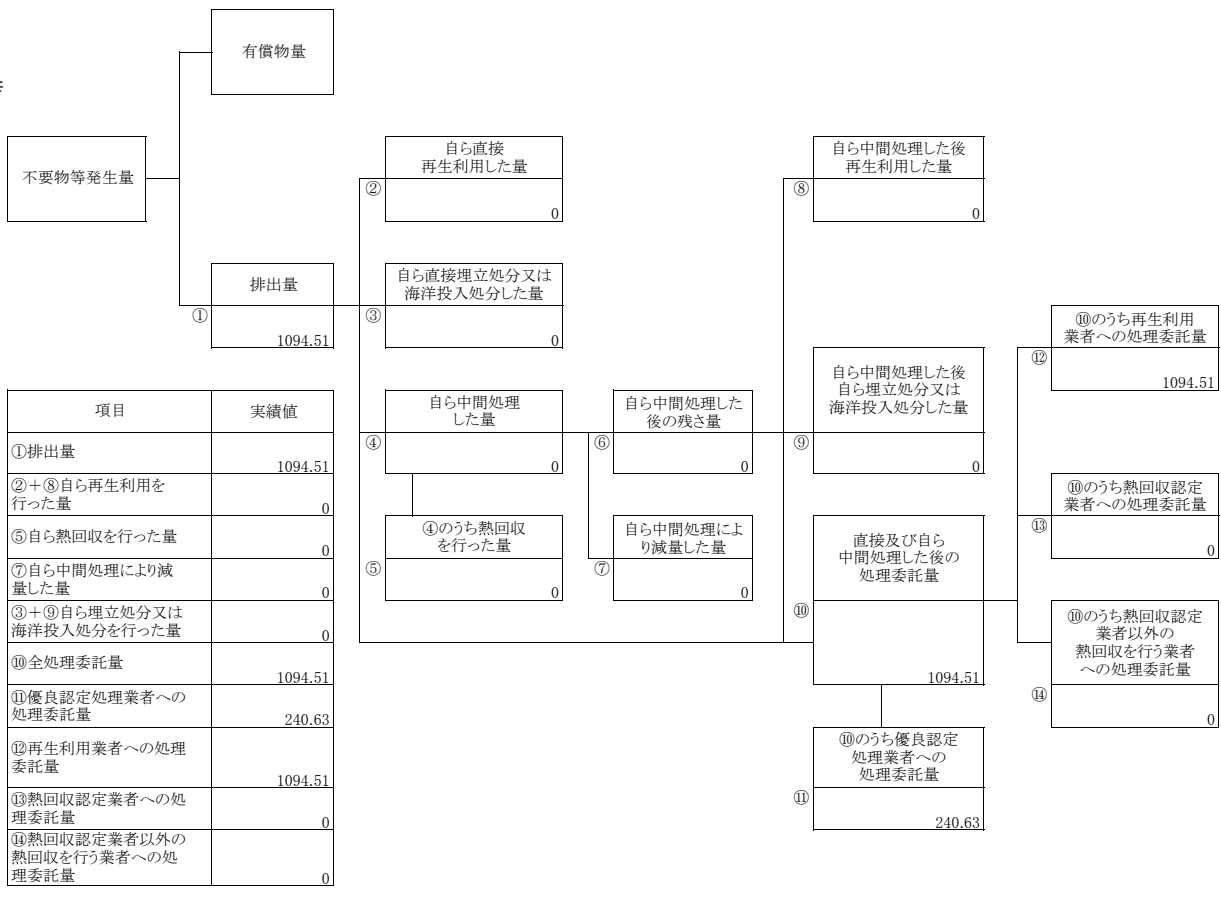 有償物量
不要物等発生量
自ら直接
再生利用した量
②
0
自ら中間処理した後
再生利用した量
⑧
0
排出量
①
1094.51
自ら直接埋立処分又は
海洋投入処分した量
③
0
⑩のうち再生利用
業者への処理委託量
⑫
1094.51
自ら中間処理
した量
④
0
自ら中間処理した
後の残さ量
⑥
0
自ら中間処理した後
自ら埋立処分又は
海洋投入処分した量
⑨
0
⑩のうち熱回収認定
業者への処理委託量
⑬
0
④のうち熱回収
を行った量
⑤
0
自ら中間処理によ
り減量した量
⑦
0
直接及び自ら
中間処理した後の
処理委託量
⑩
1094.51
⑩のうち熱回収認定
業者以外の
熱回収を行う業者
への処理委託量
⑭
0
⑩のうち優良認定
処理業者への
処理委託量
⑪
240.63
項目 実績値
①排出量
1094.51
②＋⑧自ら再生利用を
行った量
0
⑤自ら熱回収を行った量
0
⑦自ら中間処理により減
量した量
0
③＋⑨自ら埋立処分又は
海洋投入処分を行った量
0
⑩全処理委託量
1094.51
⑪優良認定処理業者への
処理委託量
240.63
⑫再生利用業者への処理
委託量
1094.51
⑬熱回収認定業者への処
理委託量
0
⑭熱回収認定業者以外の
熱回収を行う業者への処
理委託量
0